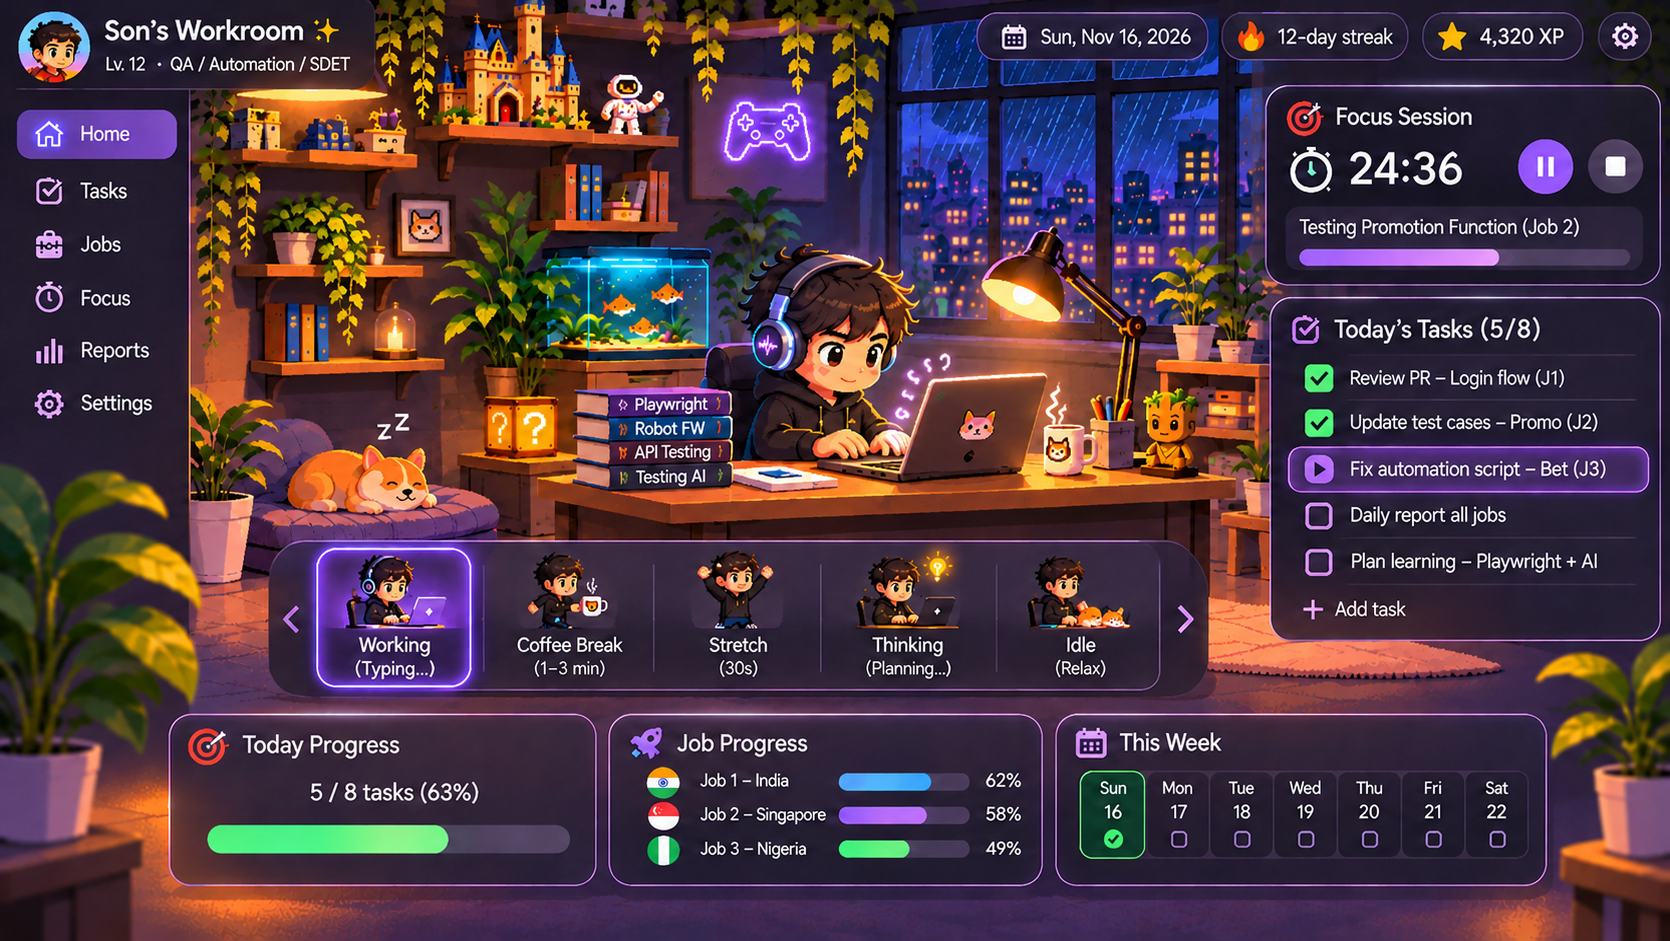 Son's Workroom
Lv. 12 • QA / Automation / SDET
Sun, Nov 16, 2026
12-day streak
4,320 XP
Home
Tasks
Jobs
Focus
Reports
Settings
Focus Session
24:36
Testing Promotion Function (Job 2)
Today's Tasks (5/8)
Review PR – Login flow (J1)
Update test cases – Promo (J2)
Fix automation script – Bet (J3)
Daily report all jobs
Plan learning – Playwright + AI
+ Add task
z Z
? ?
Playwright
Robot FW
API Testing
Testing AI
Working
(Typing...)
Coffee Break
(1–3 min)
Stretch
(30s)
Thinking
(Planning...)
Idle
(Relax)
Today Progress
5 / 8 tasks (63%)
Job Progress
Job 1 – India 62%
Job 2 – Singapore 58%
Job 3 – Nigeria 49%
This Week
Sun Mon Tue Wed Thu Fri Sat
16 17 18 19 20 21 22